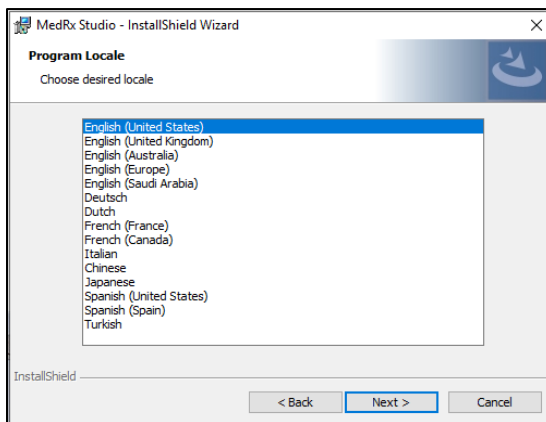 MedRx Studio - InstallShield Wizard
Program Locale
Choose desired locale
English (United States)
English (United Kingdom)
English (Australia)
English (Europe)
English (Saudi Arabia)
Deutsch
Dutch
French (France)
French (Canada)
Italian
Chinese
Japanese
Spanish (United States)
Spanish (Spain)
Turkish
InstallShield
< Back Next > Cancel